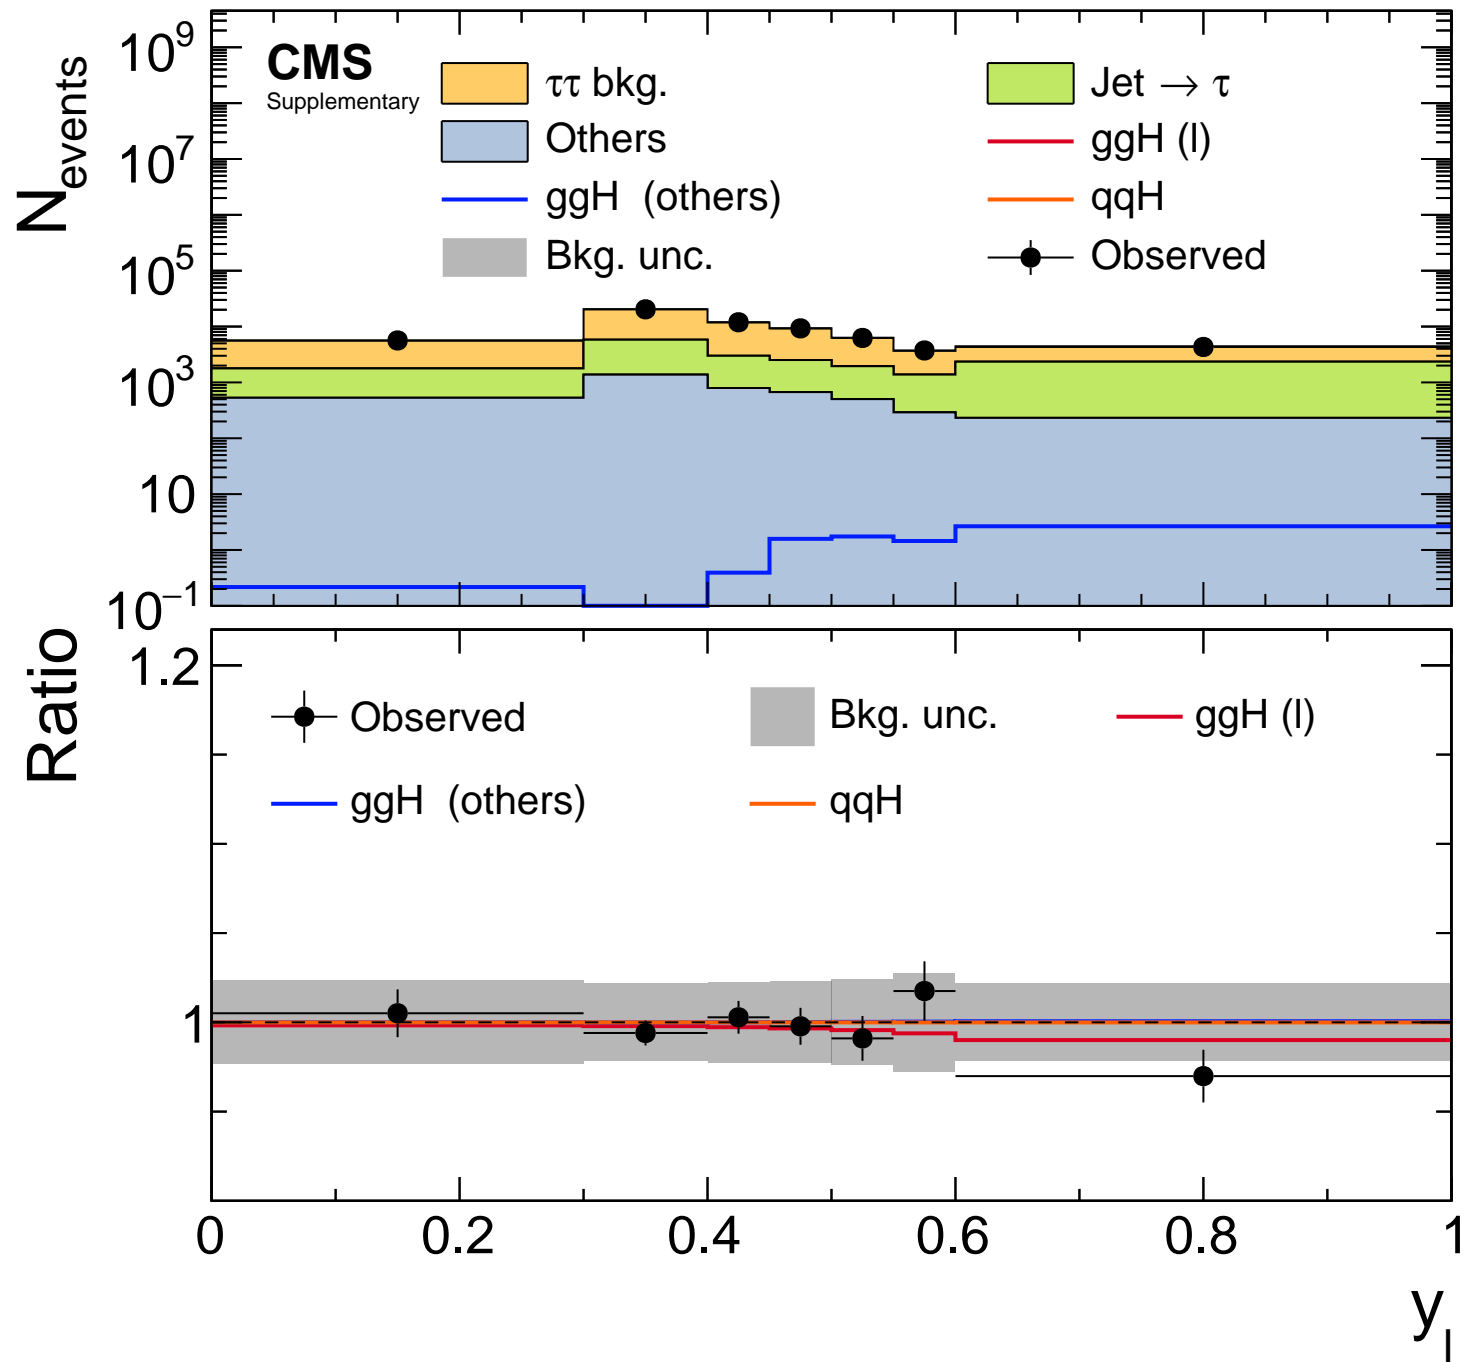 CMS
Supplementary
ττ bkg.
Jet → τ
Others
ggH (l)
ggH (others)
qqH
Bkg. unc.
Observed
N_events
10^9
10^7
10^5
10^3
10
10^−1
Ratio
1.2
1
Observed
Bkg. unc.
ggH (l)
ggH (others)
qqH
0 0.2 0.4 0.6 0.8 1
y_l